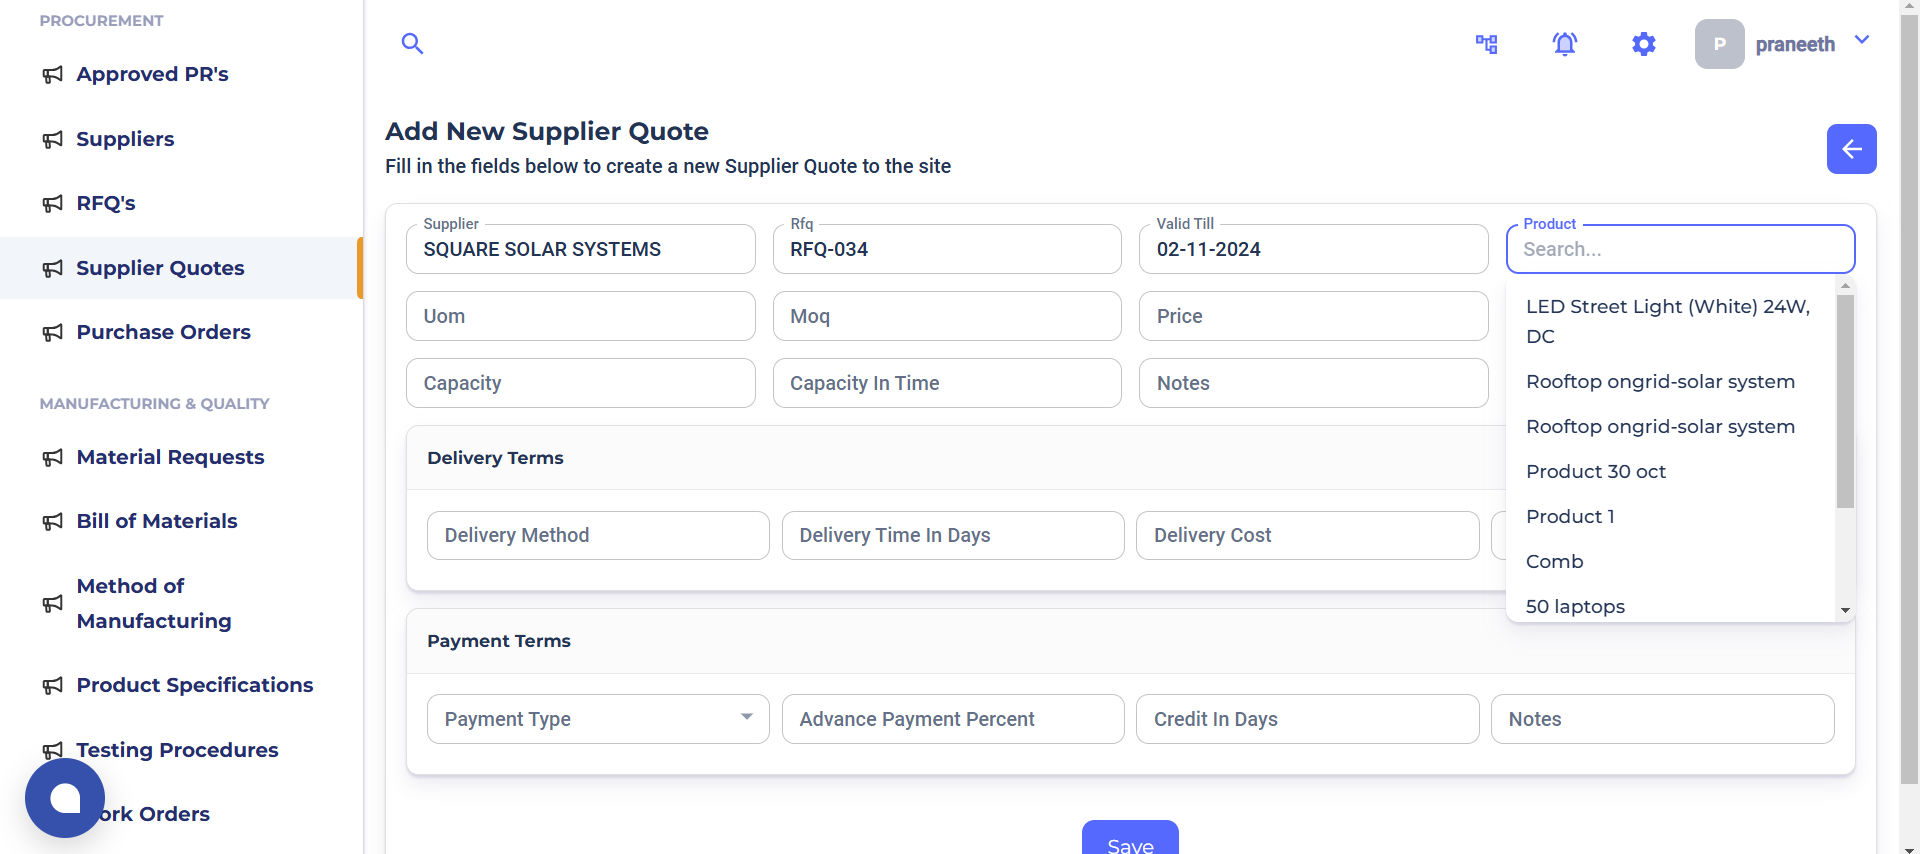 PROCUREMENT
Approved PR's
Suppliers
RFQ's
Supplier Quotes
Purchase Orders
MANUFACTURING & QUALITY
Material Requests
Bill of Materials
Method of
Manufacturing
Product Specifications
Testing Procedures
ork Orders
P
praneeth
Add New Supplier Quote
Fill in the fields below to create a new Supplier Quote to the site
Supplier
SQUARE SOLAR SYSTEMS
Rfq
RFQ-034
Valid Till
02-11-2024
Product
Search...
Uom
Moq
Price
Capacity
Capacity In Time
Notes
LED Street Light (White) 24W,
DC
Rooftop ongrid-solar system
Rooftop ongrid-solar system
Product 30 oct
Product 1
Comb
50 laptops
Delivery Terms
Delivery Method
Delivery Time In Days
Delivery Cost
Payment Terms
Payment Type
Advance Payment Percent
Credit In Days
Notes
Save